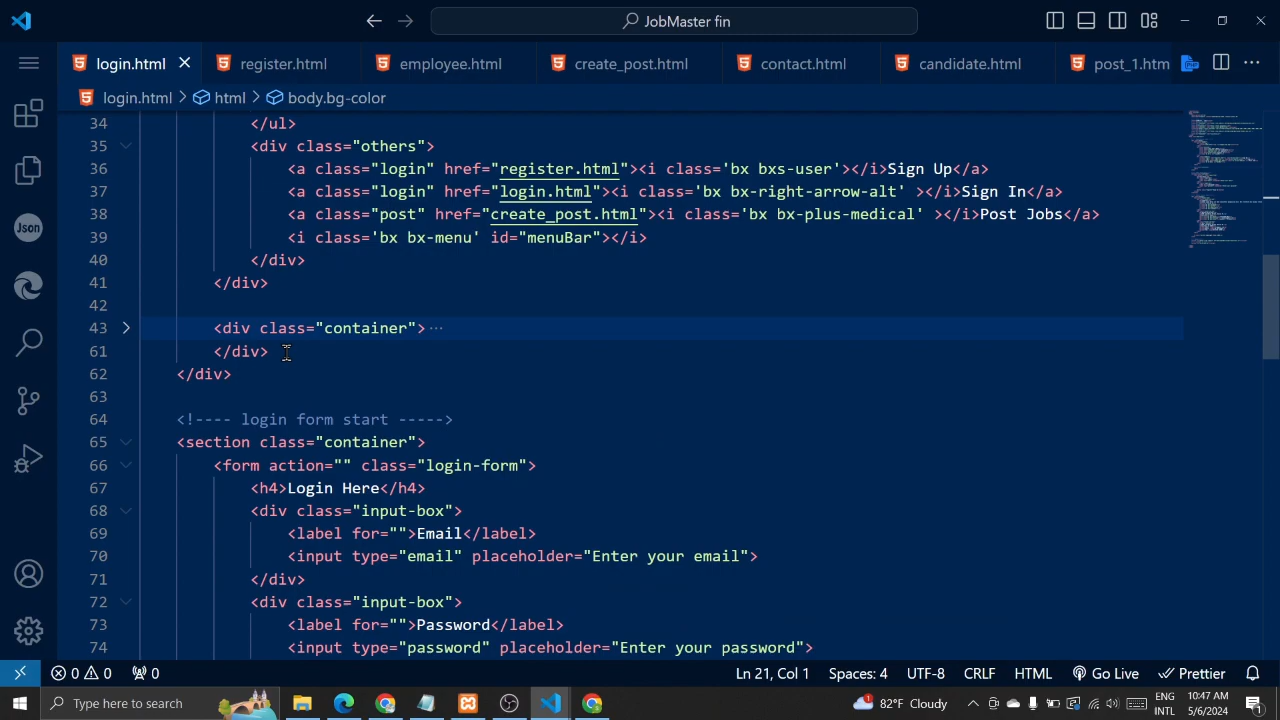 JobMaster fin
login.html
register.html
employee.html
create_post.html
contact.html
candidate.html
post_1.htm
login.html > html > body.bg-color
34 </ul>
35 <div class="others">
36 <a class="login" href="register.html"><i class='bx bx-user'></i>Sign Up</a>
37 <a class="login" href="login.html"><i class='bx bx-right-arrow-alt' ></i>Sign In</a>
38 <a class="post" href="create_post.html"><i class='bx bx-plus-medical' ></i>Post Jobs</a>
39 <i class='bx bx-menu' id="menuBar"></i>
40 </div>
41 </div>
42
43 <div class="container">⋯
61 </div>
62 </div>
63
64 <!---- login form start ----->
65 <section class="container">
66 <form action="" class="login-form">
67 <h4>Login Here</h4>
68 <div class="input-box">
69 <label for="">Email</label>
70 <input type="email" placeholder="Enter your email">
71 </div>
72 <div class="input-box">
73 <label for="">Password</label>
74 <input type="password" placeholder="Enter your password">
Json
0 0 0 Ln 21, Col 1 Spaces: 4 UTF-8 CRLF HTML Go Live Prettier
Type here to search
82°F Cloudy
ENG
INTL
10:47 AM
5/6/2024
1